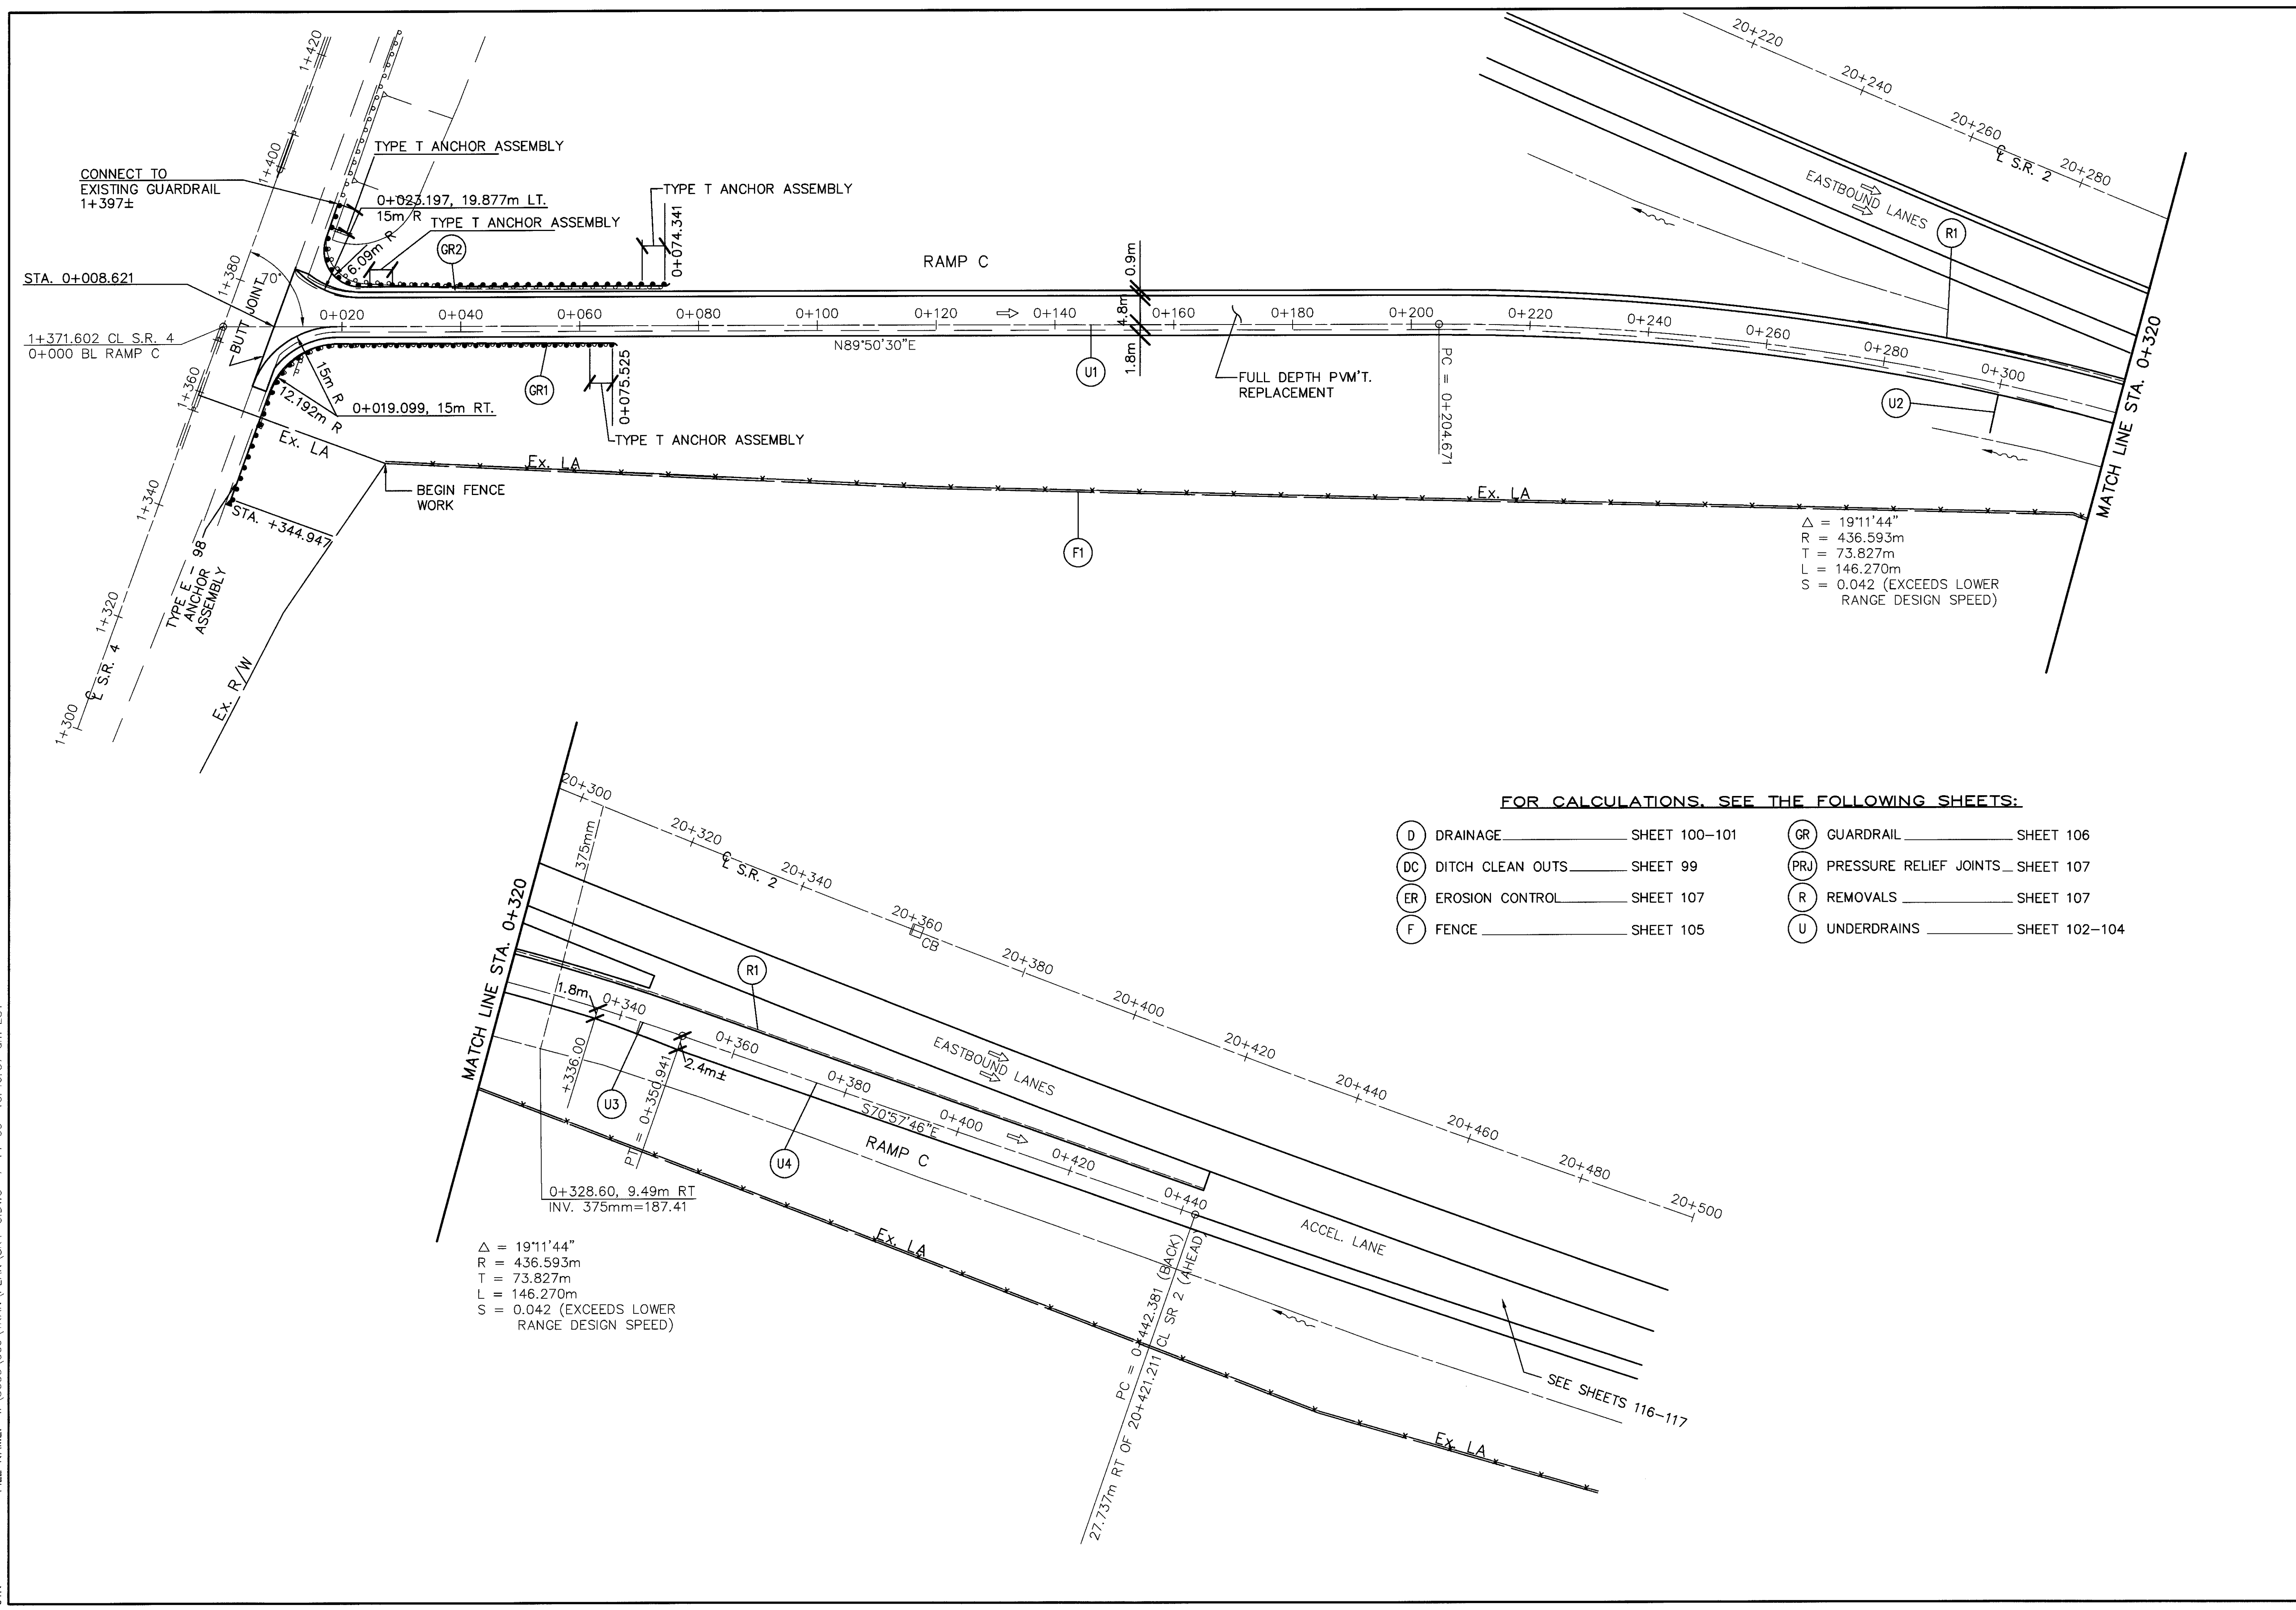 1+420
1+400
1+380
1+360
1+340
1+320
1+300
CL S.R. 4
CONNECT TO
EXISTING GUARDRAIL
1+397±
TYPE T ANCHOR ASSEMBLY
0+023.197, 19.877m LT.
15m R
TYPE T ANCHOR ASSEMBLY
6.09m R
GR2
TYPE T ANCHOR ASSEMBLY
0+074.341
STA. 0+008.621
70°
BUTT JOINT
1+371.602 CL S.R. 4
0+000 BL RAMP C
RAMP C
0+020
0+040
0+060
0+080
0+100
0+120
0+140
0+160
0+180
0+200
0+220
0+240
0+260
0+280
0+300
N89°50'30"E
0.9m
4.8m
1.8m
U1
FULL DEPTH PVM'T.
REPLACEMENT
PC = 0+204.671
15m R
12.192m R
0+019.099, 15m RT.
GR1
0+075.525
TYPE T ANCHOR ASSEMBLY
Ex. LA
Ex. LA
Ex. LA
BEGIN FENCE
WORK
F1
STA. +344.947
TYPE E - 98
ANCHOR
ASSEMBLY
Ex. R/W
20+220
20+240
20+260
20+280
CL S.R. 2
EASTBOUND LANES
R1
U2
MATCH LINE STA. 0+320
Δ = 19°11'44"
R = 436.593m
T = 73.827m
L = 146.270m
S = 0.042 (EXCEEDS LOWER
RANGE DESIGN SPEED)
FOR CALCULATIONS, SEE THE FOLLOWING SHEETS:
D DRAINAGE SHEET 100-101
DC DITCH CLEAN OUTS SHEET 99
ER EROSION CONTROL SHEET 107
F FENCE SHEET 105
GR GUARDRAIL SHEET 106
PRJ PRESSURE RELIEF JOINTS SHEET 107
R REMOVALS SHEET 107
U UNDERDRAINS SHEET 102-104
MATCH LINE STA. 0+320
20+300
20+320
20+340
20+360
20+380
20+400
20+420
20+440
20+460
20+480
20+500
CL S.R. 2
CB
375mm
R1
EASTBOUND LANES
1.8m
0+340
0+360
0+380
0+400
0+420
0+440
+336.00
U3
PT = 0+350.941
2.4m±
U4
S70°57'46"E
RAMP C
0+328.60, 9.49m RT
INV. 375mm=187.41
Δ = 19°11'44"
R = 436.593m
T = 73.827m
L = 146.270m
S = 0.042 (EXCEEDS LOWER
RANGE DESIGN SPEED)
Ex. LA
ACCEL. LANE
PC = 0+442.381 (BACK)
27.737m RT OF 20+421.211 CL SR 2 (AHEAD)
SEE SHEETS 116-117
Ex. LA